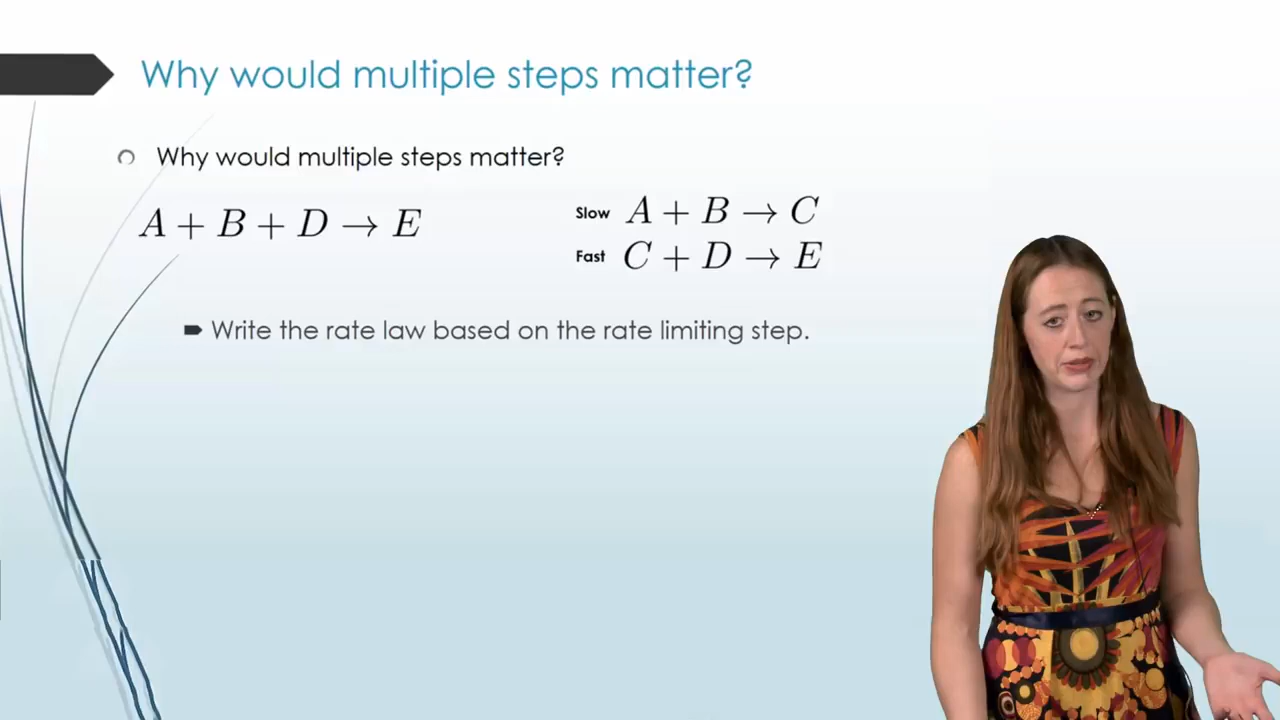 Why would multiple steps matter?
Why would multiple steps matter?
A + B + D → E
Slow A + B → C
Fast C + D → E
Write the rate law based on the rate limiting step.